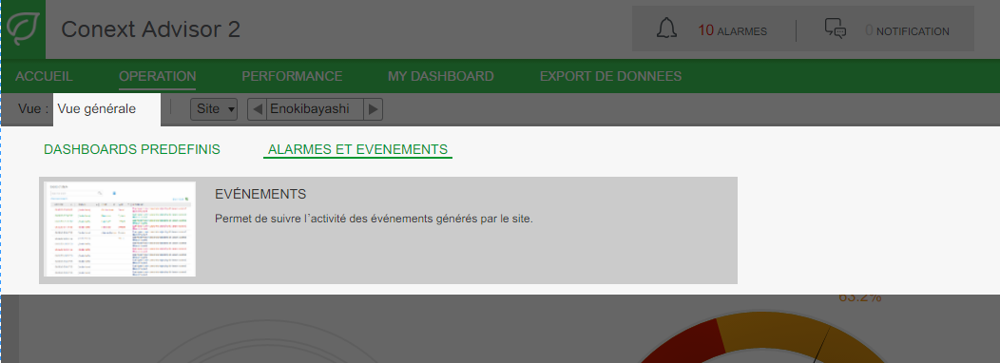 Conext Advisor 2
10 ALARMES
0 NOTIFICATION
ACCUEIL
OPERATION
PERFORMANCE
MY DASHBOARD
EXPORT DE DONNEES
Vue :
Vue générale
Site
Enokibayashi
DASHBOARDS PREDEFINIS
ALARMES ET EVENEMENTS
EVÉNEMENTS
Permet de suivre l'activité des événements générés par le site.
63.2%